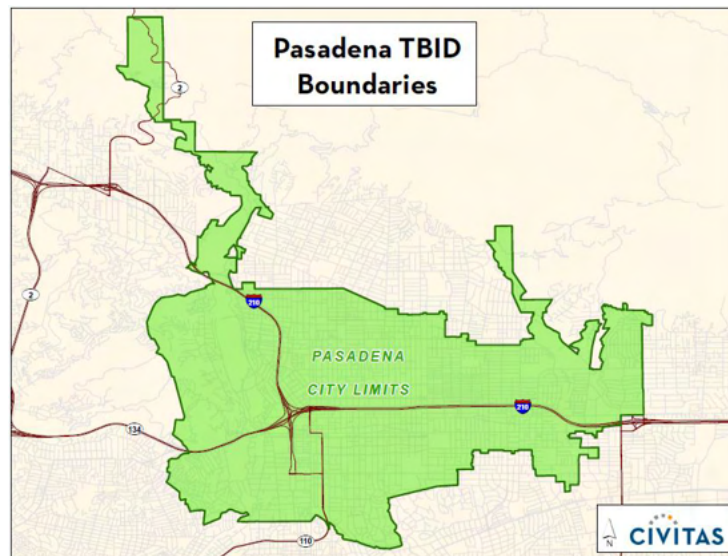 Pasadena TBID
Boundaries
2
2
210
PASADENA
CITY LIMITS
210
134
110
N
CIVITAS